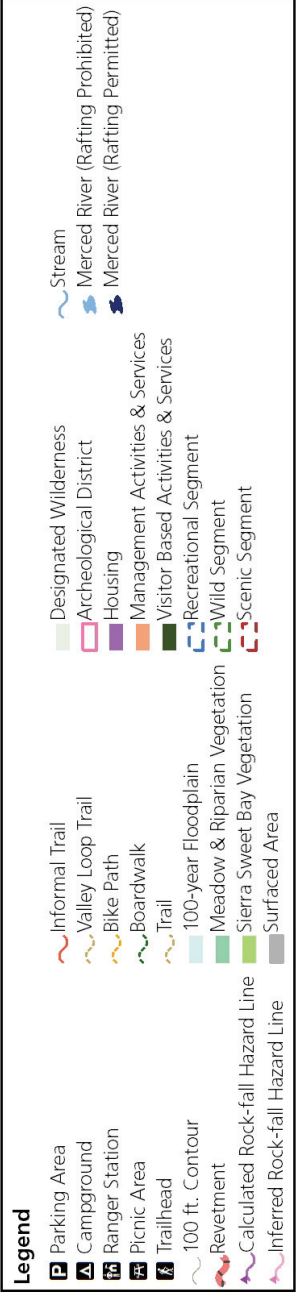 Legend
P Parking Area
Campground
Ranger Station
Picnic Area
Trailhead
100 ft. Contour
Revetment
Calculated Rock-fall Hazard Line
Inferred Rock-fall Hazard Line
Informal Trail
Valley Loop Trail
Bike Path
Boardwalk
Trail
100-year Floodplain
Meadow & Riparian Vegetation
Sierra Sweet Bay Vegetation
Surfaced Area
Designated Wilderness
Archeological District
Housing
Management Activities & Services
Visitor Based Activities & Services
Recreational Segment
Wild Segment
Scenic Segment
Stream
Merced River (Rafting Prohibited)
Merced River (Rafting Permitted)